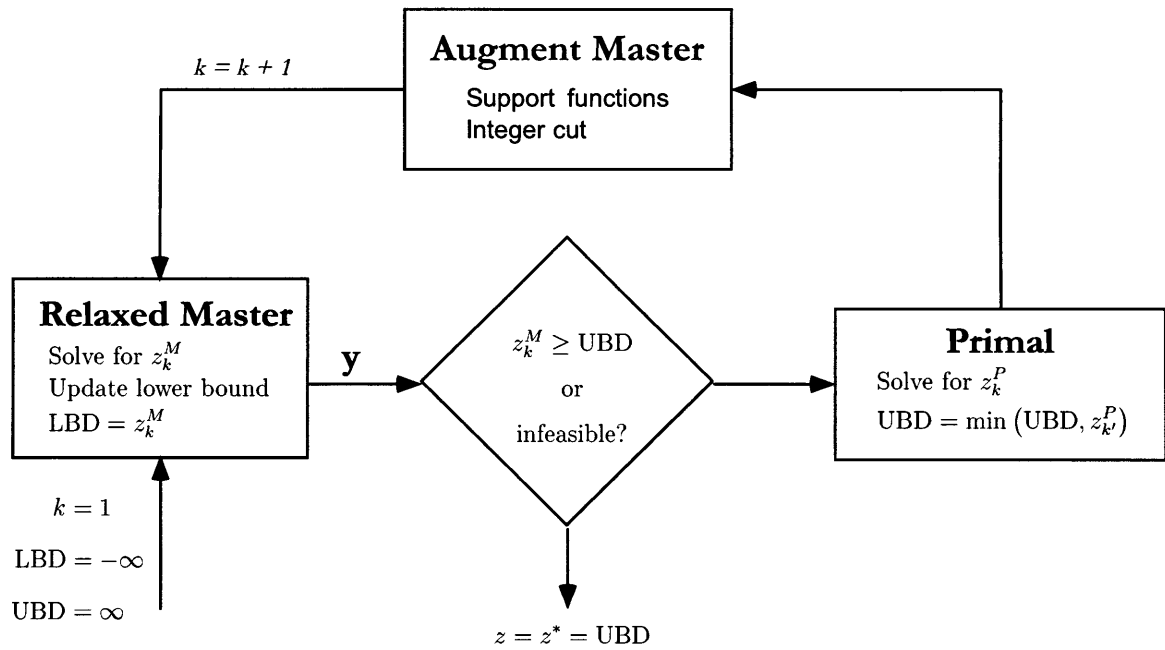 Augment Master
Support functions
Integer cut
k = k + 1
Relaxed Master
Solve for z_k^M
Update lower bound
LBD = z_k^M
y
z_k^M ≥ UBD
or
infeasible?
Primal
Solve for z_k^P
UBD = min (UBD, z_{k'}^P)
k = 1
LBD = −∞
UBD = ∞
z = z* = UBD